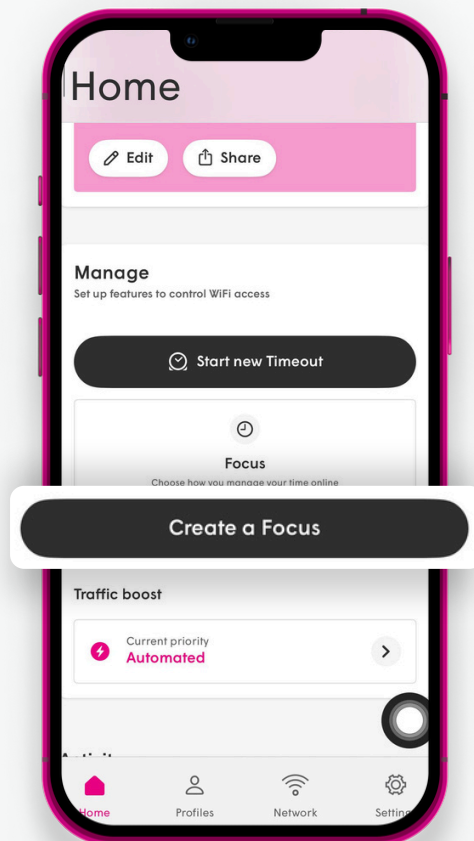 Home
Edit
Share
Manage
Set up features to control WiFi access
Start new Timeout
Focus
Choose how you manage your time online
Create a Focus
Traffic boost
Current priority
Automated
Home
Profiles
Network
Setting